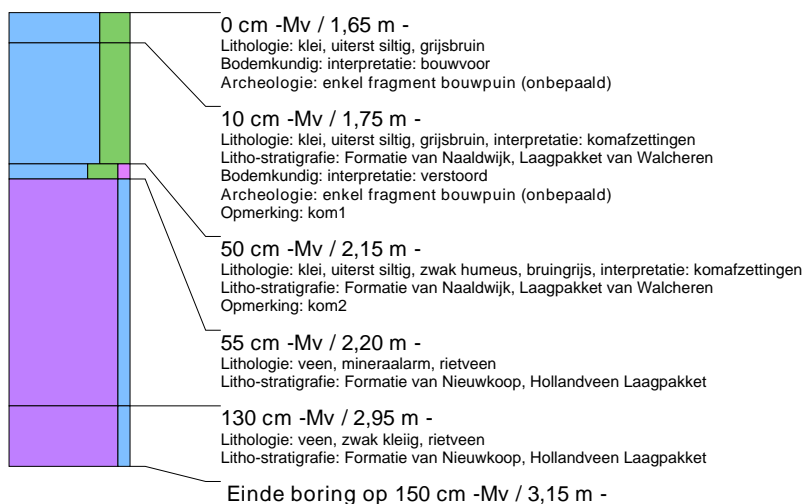 0 cm -Mv / 1,65 m -
Lithologie: klei, uiterst siltig, grijsbruin
Bodemkundig: interpretatie: bouwvoor
Archeologie: enkel fragment bouwpuin (onbepaald)
10 cm -Mv / 1,75 m -
Lithologie: klei, uiterst siltig, grijsbruin, interpretatie: komafzettingen
Litho-stratigrafie: Formatie van Naaldwijk, Laagpakket van Walcheren
Bodemkundig: interpretatie: verstoord
Archeologie: enkel fragment bouwpuin (onbepaald)
Opmerking: kom1
50 cm -Mv / 2,15 m -
Lithologie: klei, uiterst siltig, zwak humeus, bruingrijs, interpretatie: komafzettingen
Litho-stratigrafie: Formatie van Naaldwijk, Laagpakket van Walcheren
Opmerking: kom2
55 cm -Mv / 2,20 m -
Lithologie: veen, mineraalarm, rietveen
Litho-stratigrafie: Formatie van Nieuwkoop, Hollandveen Laagpakket
130 cm -Mv / 2,95 m -
Lithologie: veen, zwak kleiig, rietveen
Litho-stratigrafie: Formatie van Nieuwkoop, Hollandveen Laagpakket
Einde boring op 150 cm -Mv / 3,15 m -